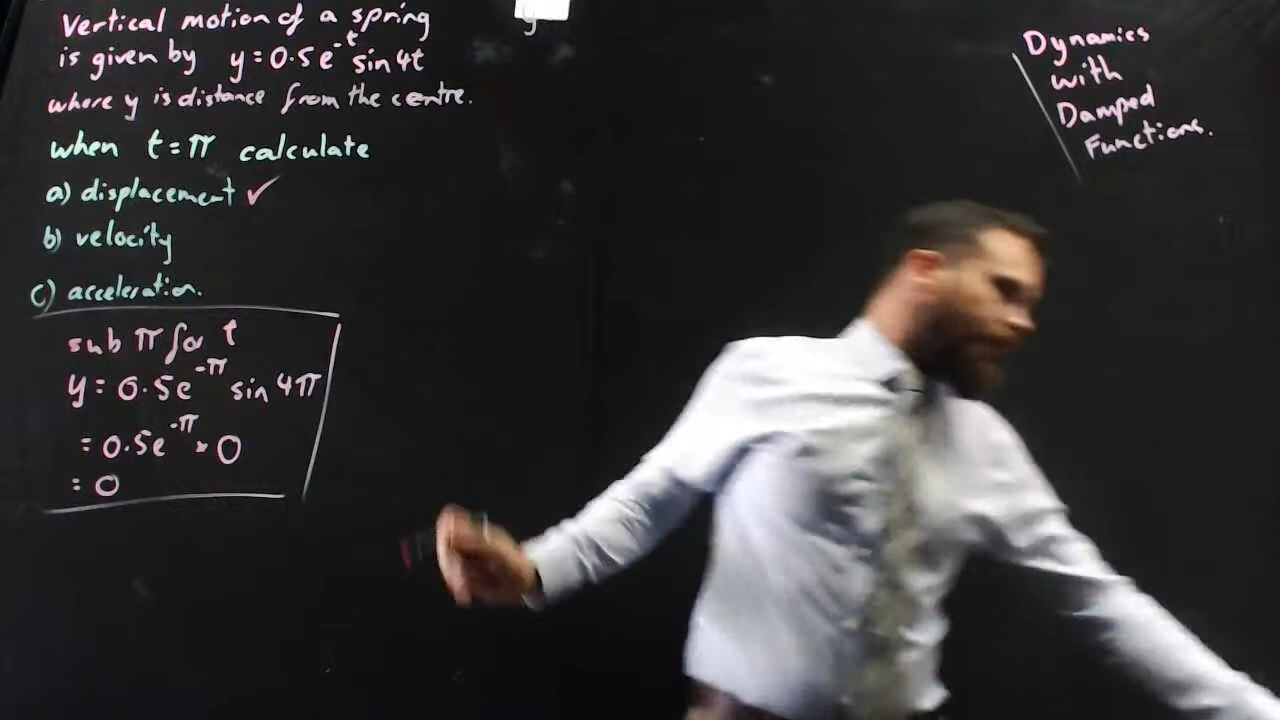 Vertical motion of a spring
is given by y = 0.5e^-t sin 4t
where y is distance from the centre.
when t = π calculate
a) displacement ✓
b) velocity
c) acceleration.
sub π for t
y = 0.5e^-π sin 4π
= 0.5e^-π × 0
= 0
y
Dynamics
with
Damped
Functions.